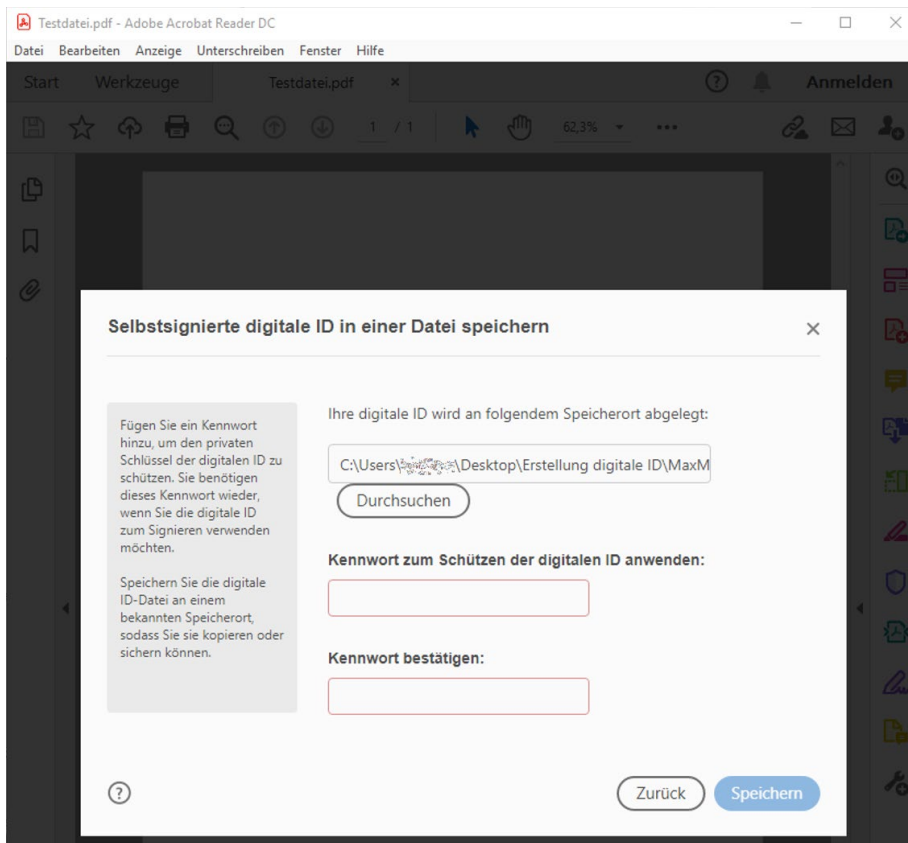 Testdatei.pdf - Adobe Acrobat Reader DC
Datei Bearbeiten Anzeige Unterschreiben Fenster Hilfe
Start Werkzeuge Testdatei.pdf Anmelden
1 / 1 62,3%
Selbstsignierte digitale ID in einer Datei speichern
Fügen Sie ein Kennwort
hinzu, um den privaten
Schlüssel der digitalen ID zu
schützen. Sie benötigen
dieses Kennwort wieder,
wenn Sie die digitale ID
zum Signieren verwenden
möchten.
Speichern Sie die digitale
ID-Datei an einem
bekannten Speicherort,
sodass Sie sie kopieren oder
sichern können.
Ihre digitale ID wird an folgendem Speicherort abgelegt:
C:\Users\ \Desktop\Erstellung digitale ID\MaxM
Durchsuchen
Kennwort zum Schützen der digitalen ID anwenden:
Kennwort bestätigen:
Zurück Speichern